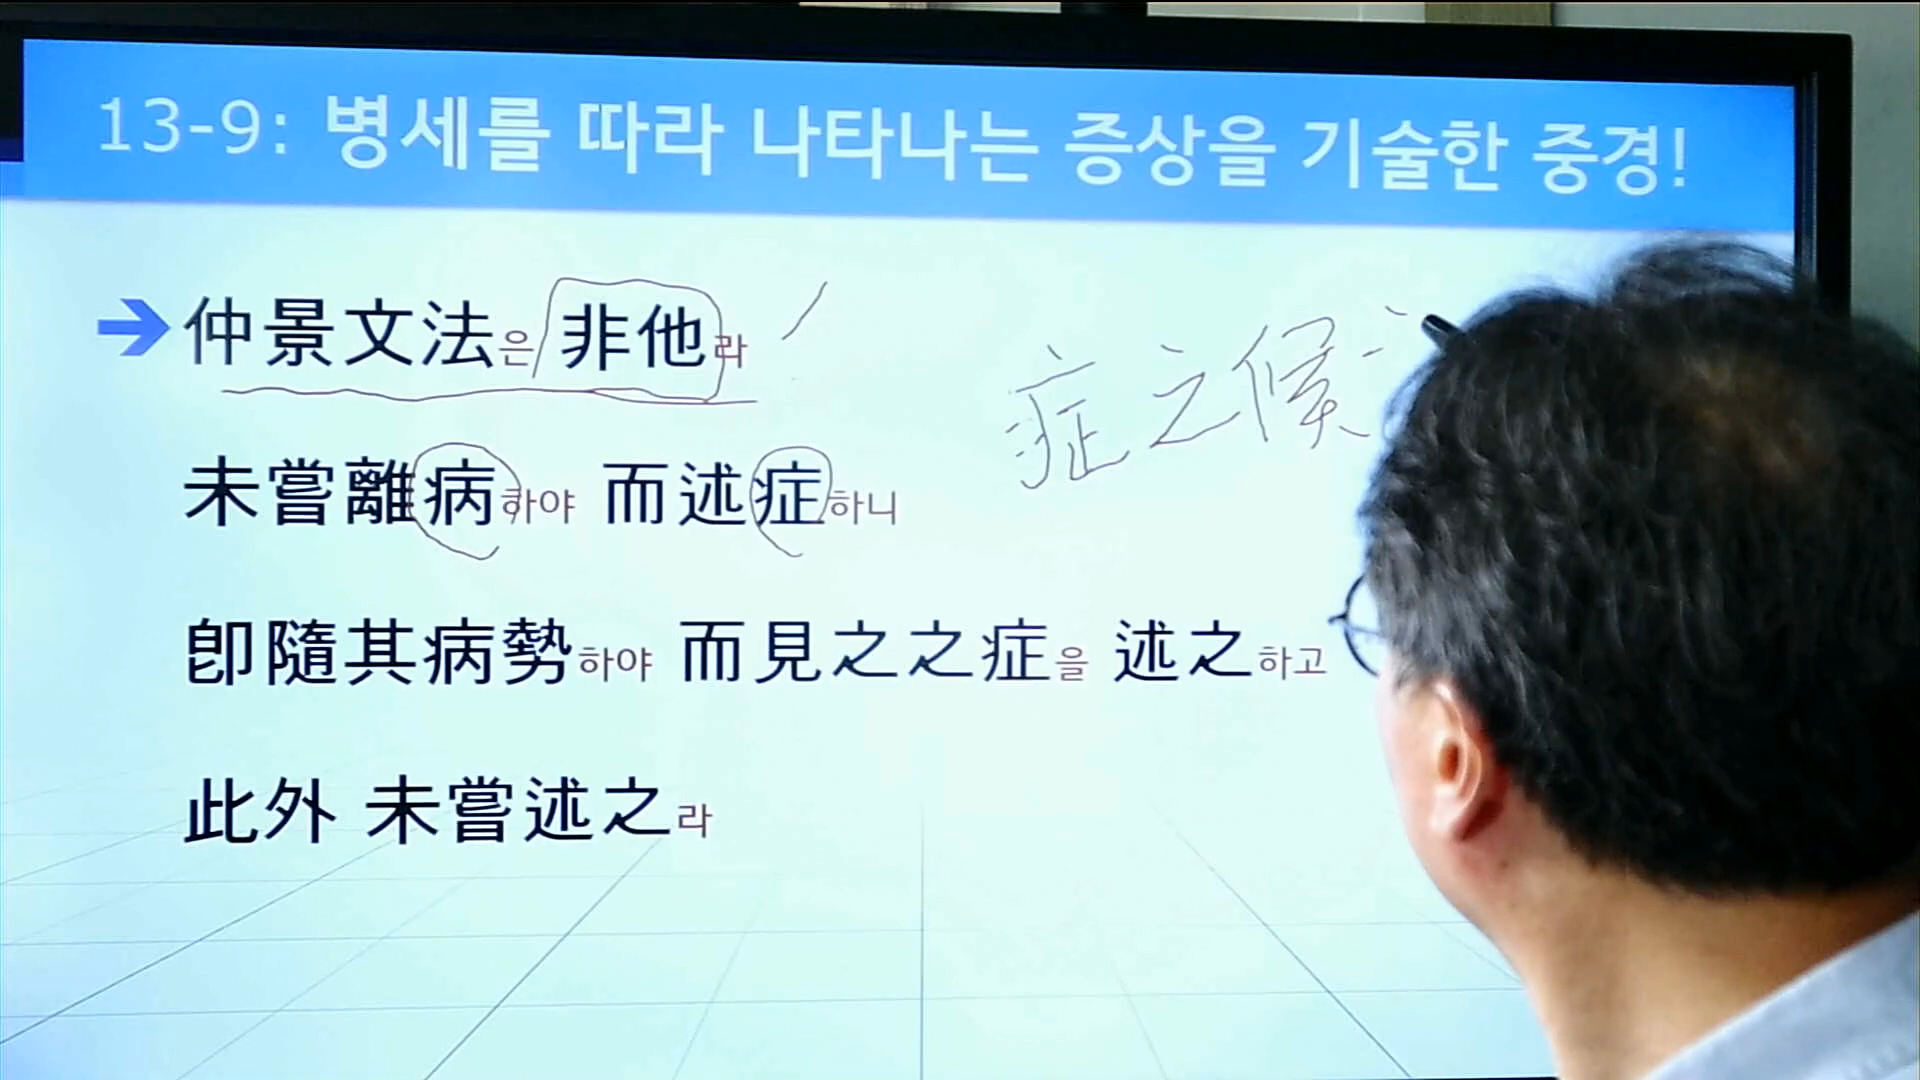 13-9: 병세를 따라 나타나는 증상을 기술한 중경!
仲景文法은 非他라
症之候
未嘗離病하야 而述症하니
卽隨其病勢하야 而見之之症을 述之하고
此外 未嘗述之라